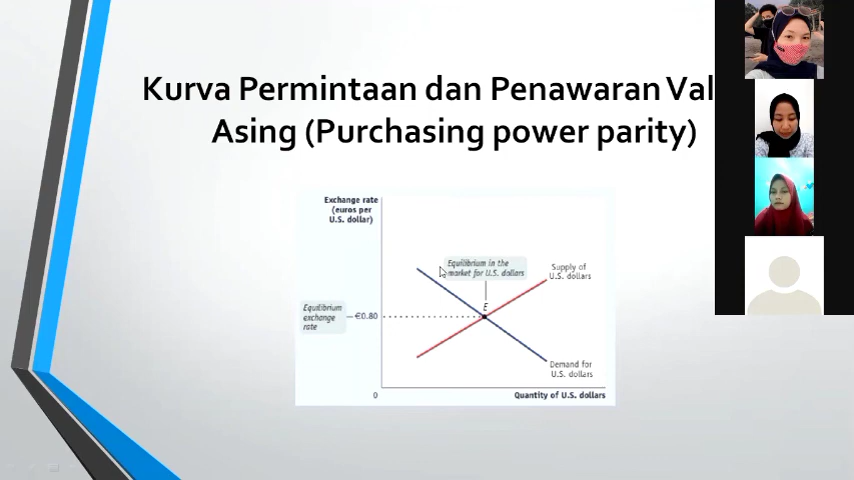 Kurva Permintaan dan Penawaran Val
Asing (Purchasing power parity)
Exchange rate
(euros per
U.S. dollar)
Equilibrium in the
market for U.S. dollars
Supply of
U.S. dollars
E
Equilibrium
exchange
rate
€0.80
Demand for
U.S. dollars
0
Quantity of U.S. dollars